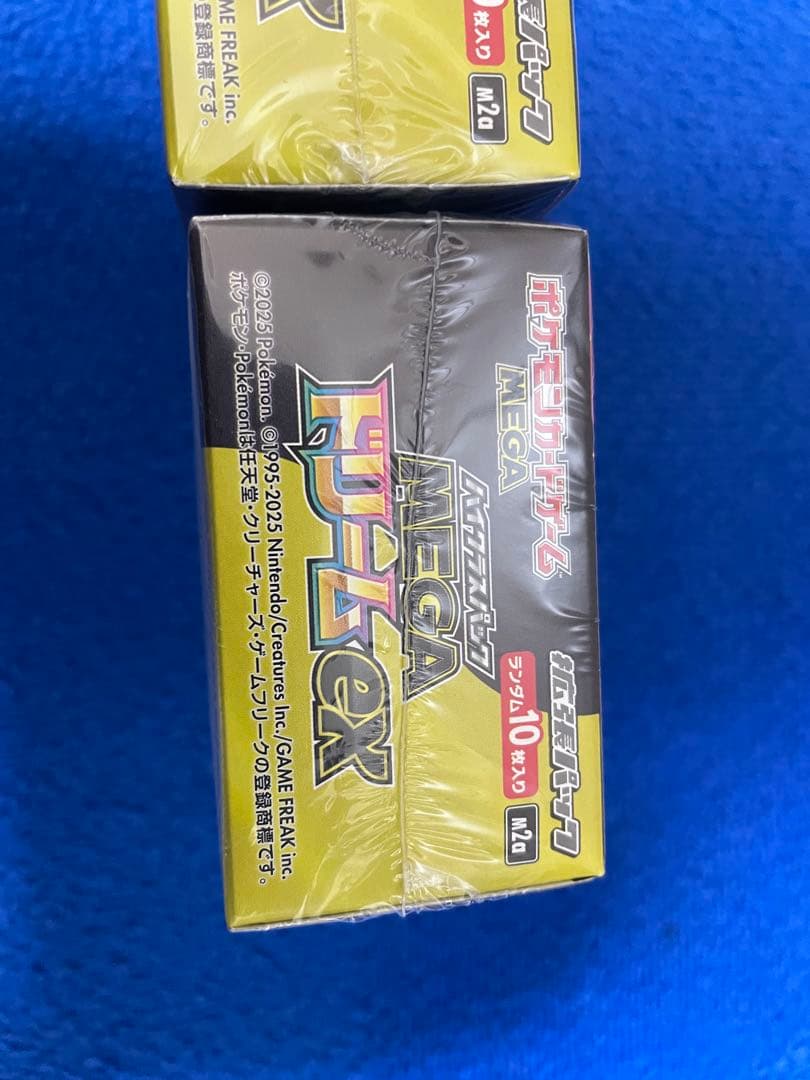 FREAK inc.
登録商標です。
枚入り
M2a
張パック
ポケモンカードゲーム
MEGA
拡張パック
ハイクラスパック
MEGA
ドリームex
ランダム10枚入り
M2a
©2025 Pokémon. ©1995-2025 Nintendo/Creatures Inc./GAME FREAK inc.
ポケモン・Pokémonは任天堂・クリーチャーズ・ゲームフリークの登録商標です。